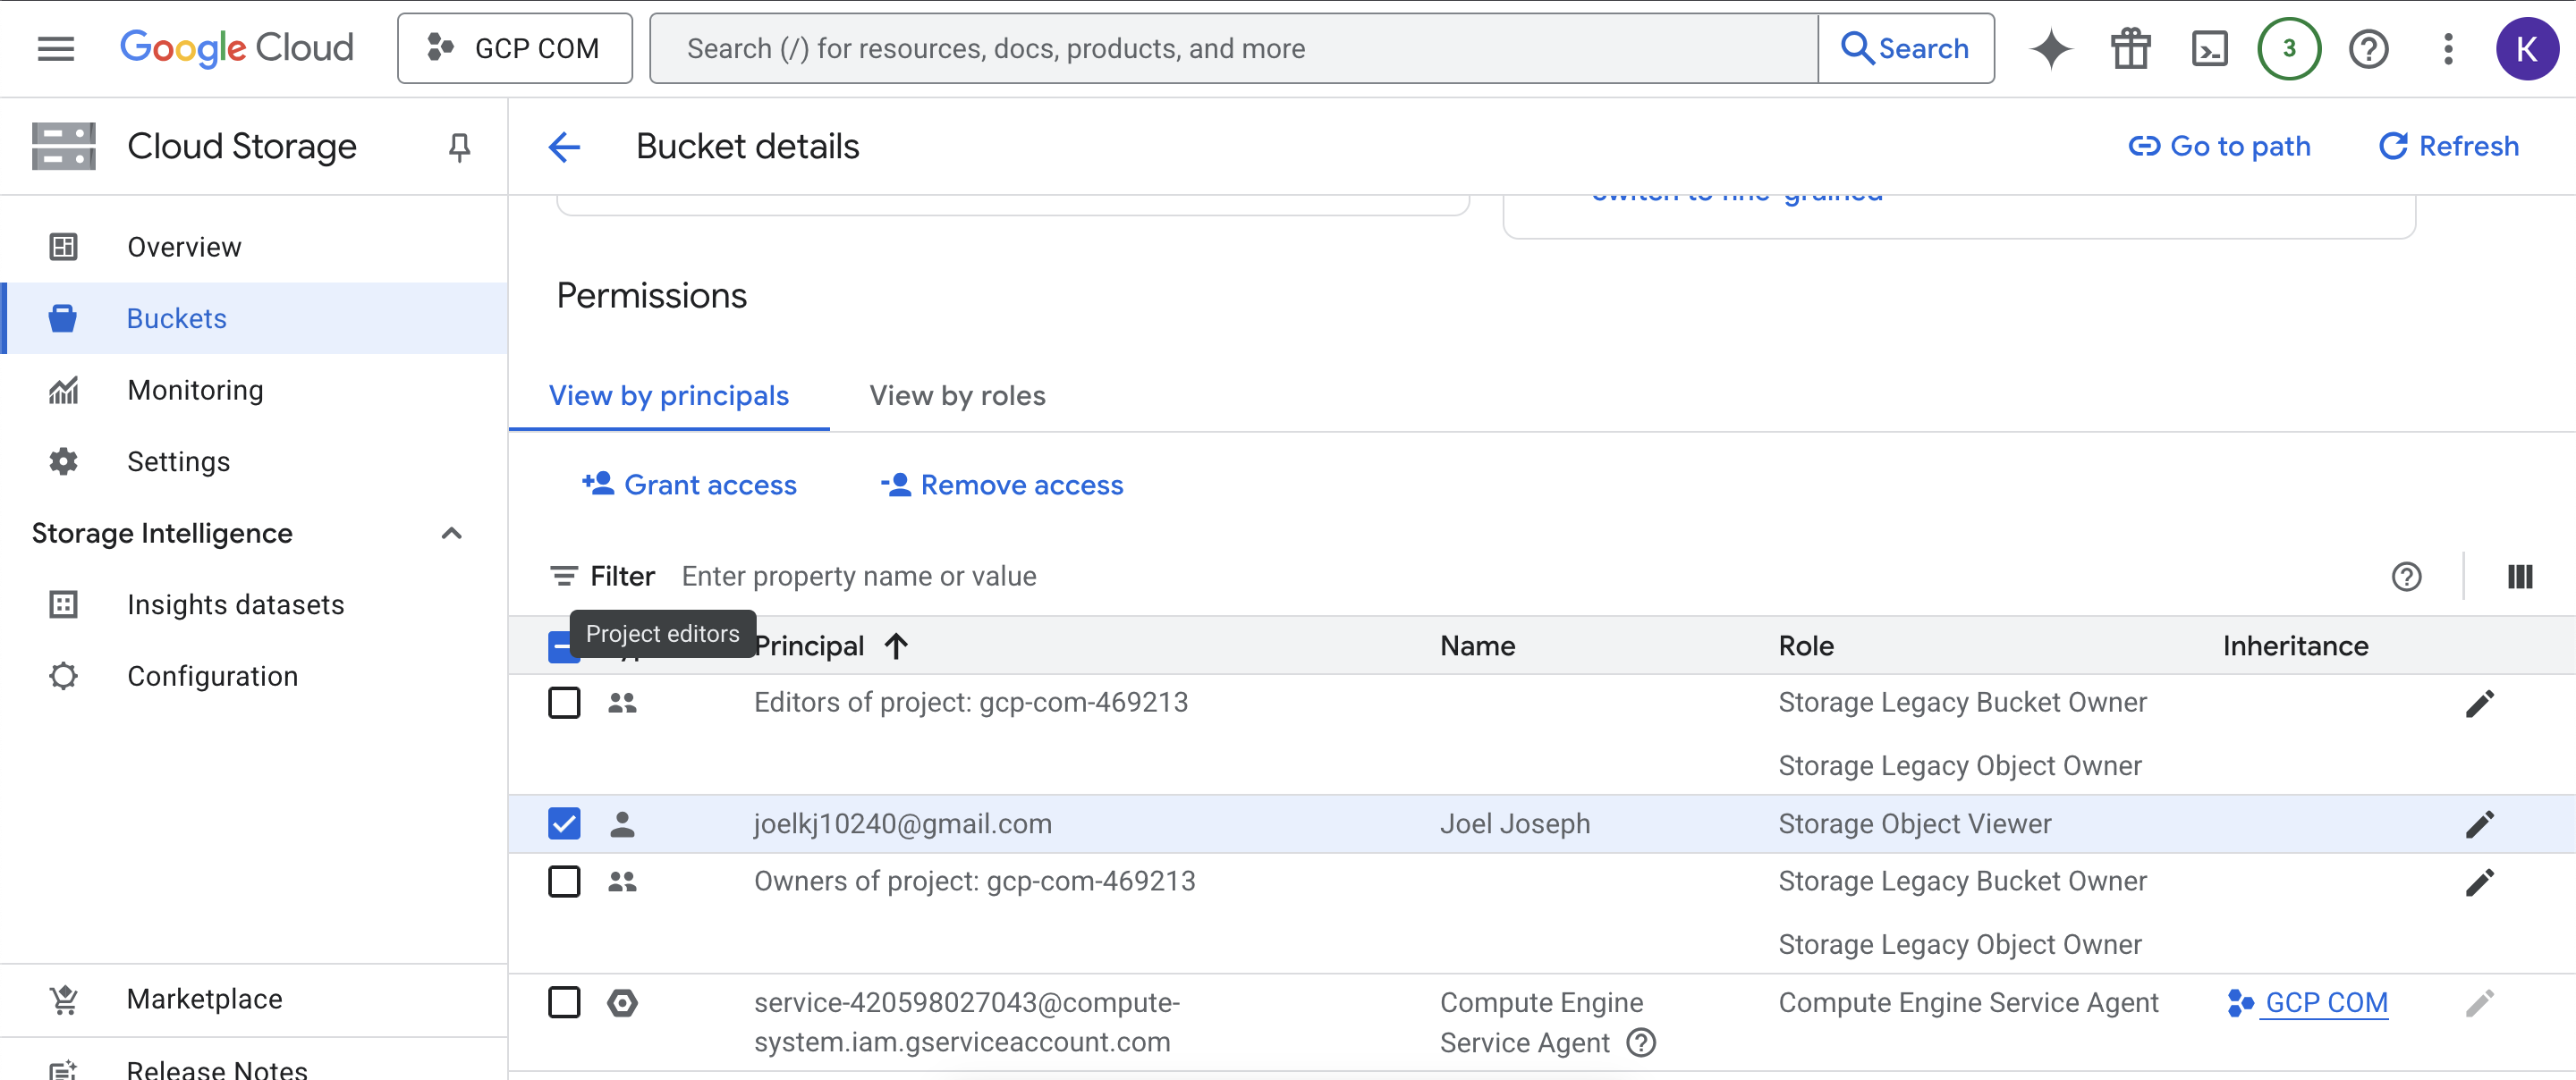 Google Cloud
GCP COM
Search (/) for resources, docs, products, and more
Search
3
K
Cloud Storage
Bucket details
Go to path
Refresh
Overview
Buckets
Monitoring
Settings
Storage Intelligence
Insights datasets
Configuration
Marketplace
Release Notes
Switch to fine-grained
Permissions
View by principals
View by roles
Grant access
Remove access
Filter Enter property name or value
Project editors
Principal Name Role Inheritance
Editors of project: gcp-com-469213 Storage Legacy Bucket Owner
Storage Legacy Object Owner
joelkj10240@gmail.com Joel Joseph Storage Object Viewer
Owners of project: gcp-com-469213 Storage Legacy Bucket Owner
Storage Legacy Object Owner
service-420598027043@compute- Compute Engine Compute Engine Service Agent GCP COM
system.iam.gserviceaccount.com Service Agent